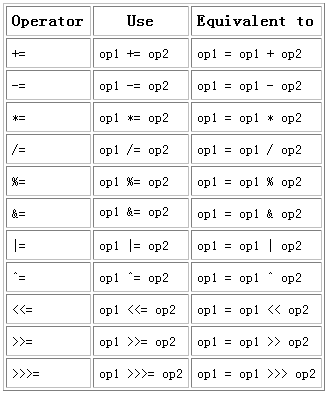 Operator Use Equivalent to
+= op1 += op2 op1 = op1 + op2
-= op1 -= op2 op1 = op1 - op2
*= op1 *= op2 op1 = op1 * op2
/= op1 /= op2 op1 = op1 / op2
%= op1 %= op2 op1 = op1 % op2
&= op1 &= op2 op1 = op1 & op2
|= op1 |= op2 op1 = op1 | op2
^= op1 ^= op2 op1 = op1 ^ op2
<<= op1 <<= op2 op1 = op1 << op2
>>= op1 >>= op2 op1 = op1 >> op2
>>>= op1 >>>= op2 op1 = op1 >>> op2